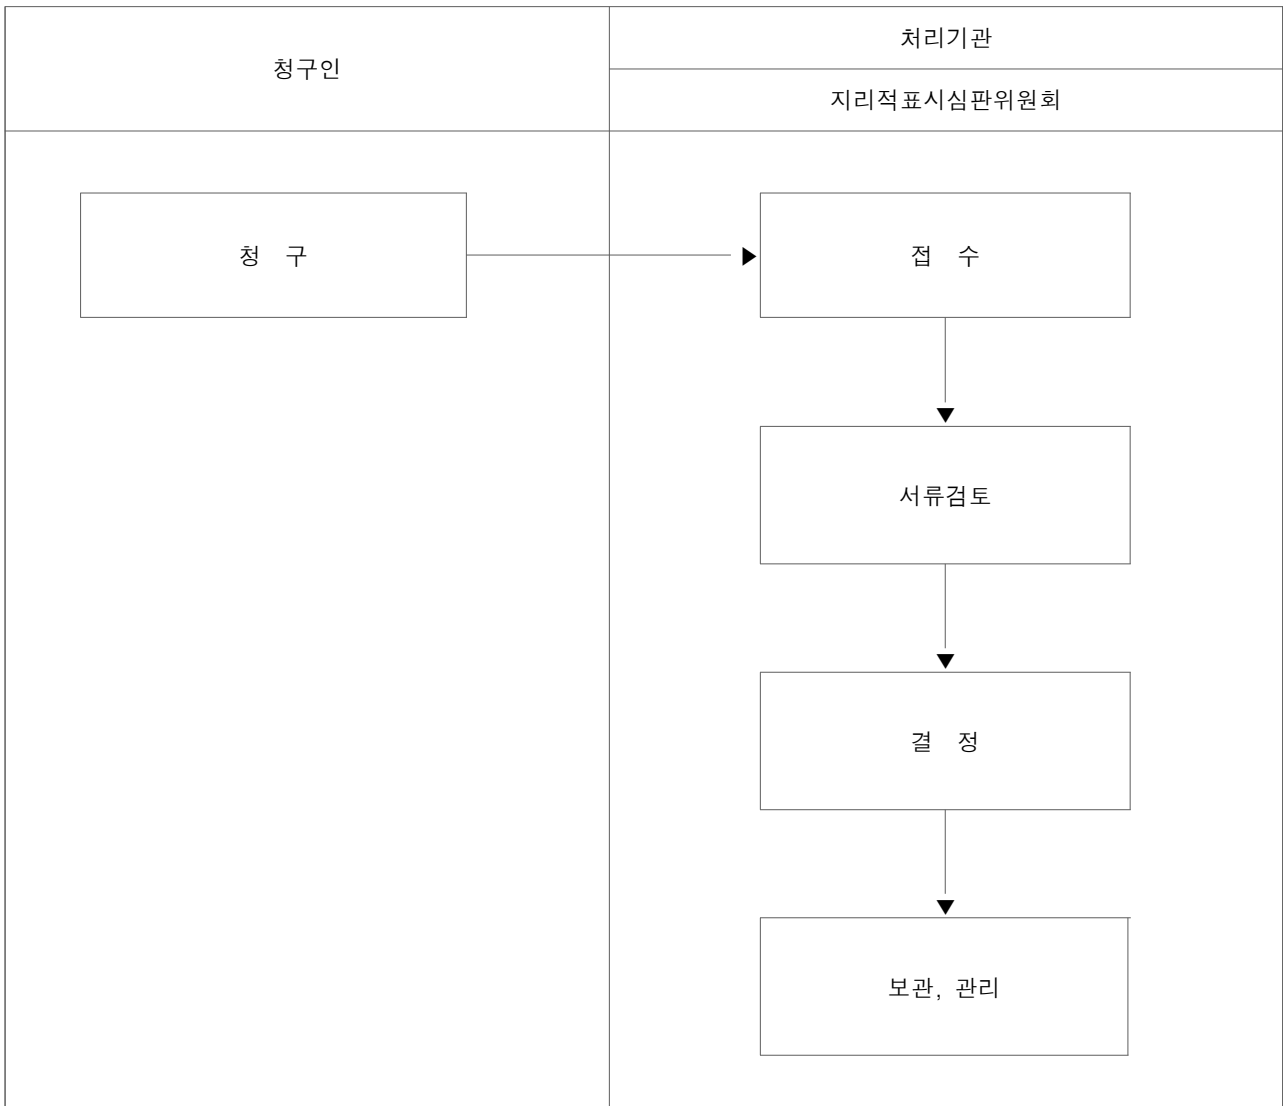 청구인
처리기관
지리적표시심판위원회
청 구
접 수
서류검토
결 정
보관, 관리